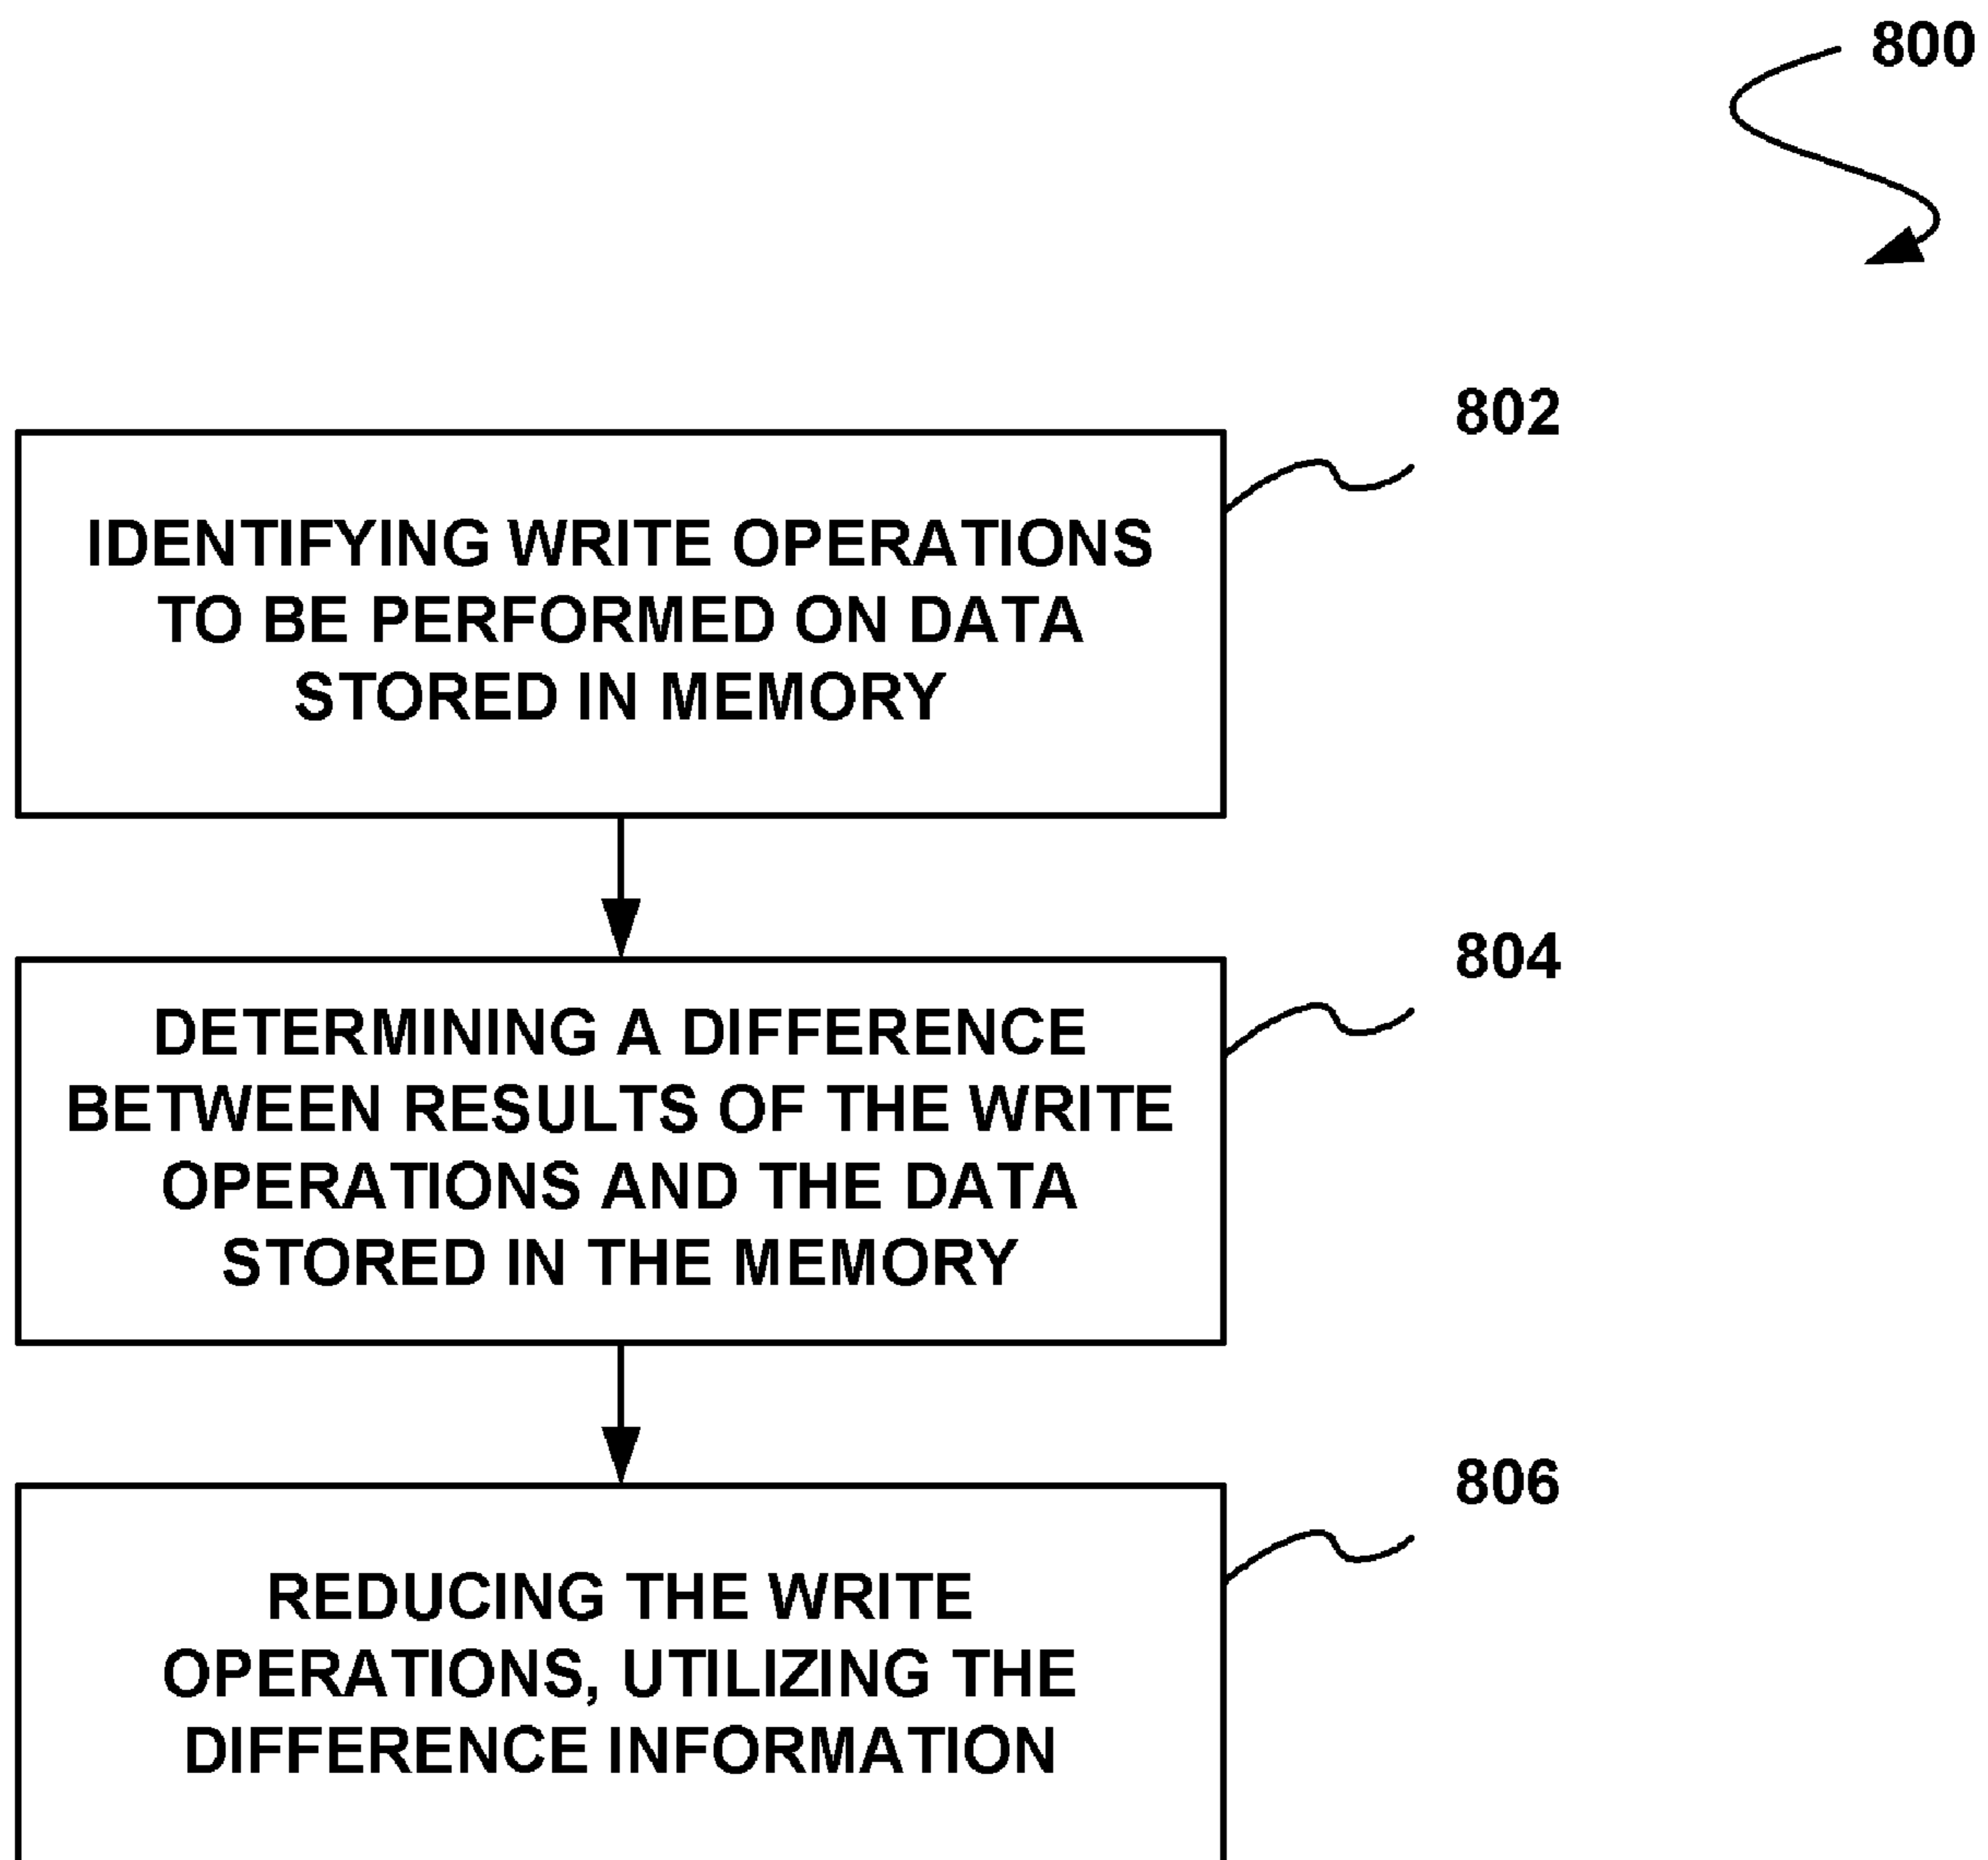 800
802
IDENTIFYING WRITE OPERATIONS
TO BE PERFORMED ON DATA
STORED IN MEMORY
804
DETERMINING A DIFFERENCE
BETWEEN RESULTS OF THE WRITE
OPERATIONS AND THE DATA
STORED IN THE MEMORY
806
REDUCING THE WRITE
OPERATIONS, UTILIZING THE
DIFFERENCE INFORMATION